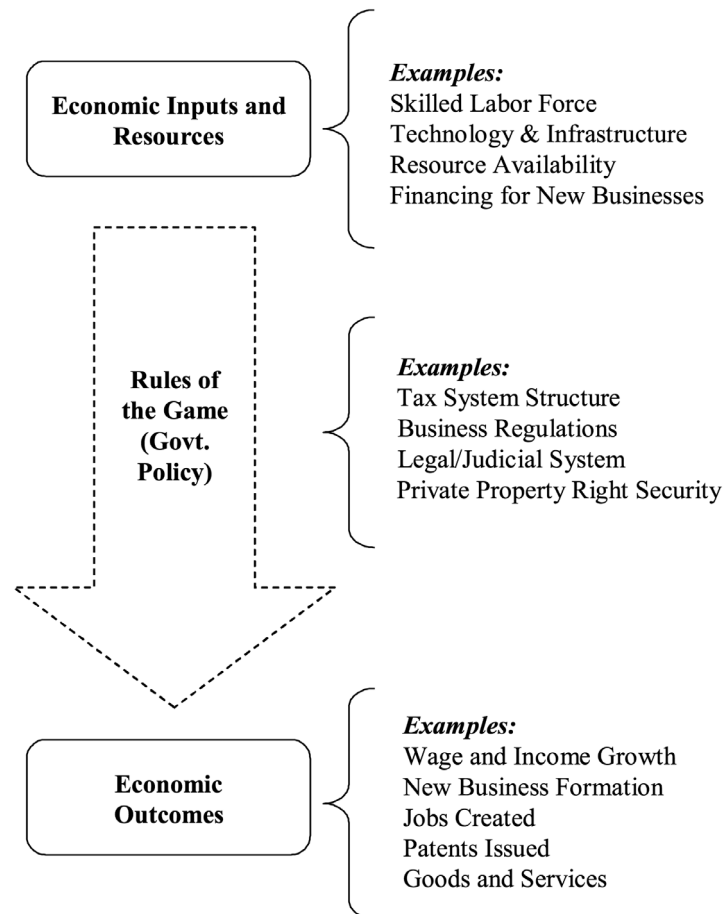 Economic Inputs and
Resources
Examples:
Skilled Labor Force
Technology & Infrastructure
Resource Availability
Financing for New Businesses
Rules of
the Game
(Govt.
Policy)
Examples:
Tax System Structure
Business Regulations
Legal/Judicial System
Private Property Right Security
Economic
Outcomes
Examples:
Wage and Income Growth
New Business Formation
Jobs Created
Patents Issued
Goods and Services